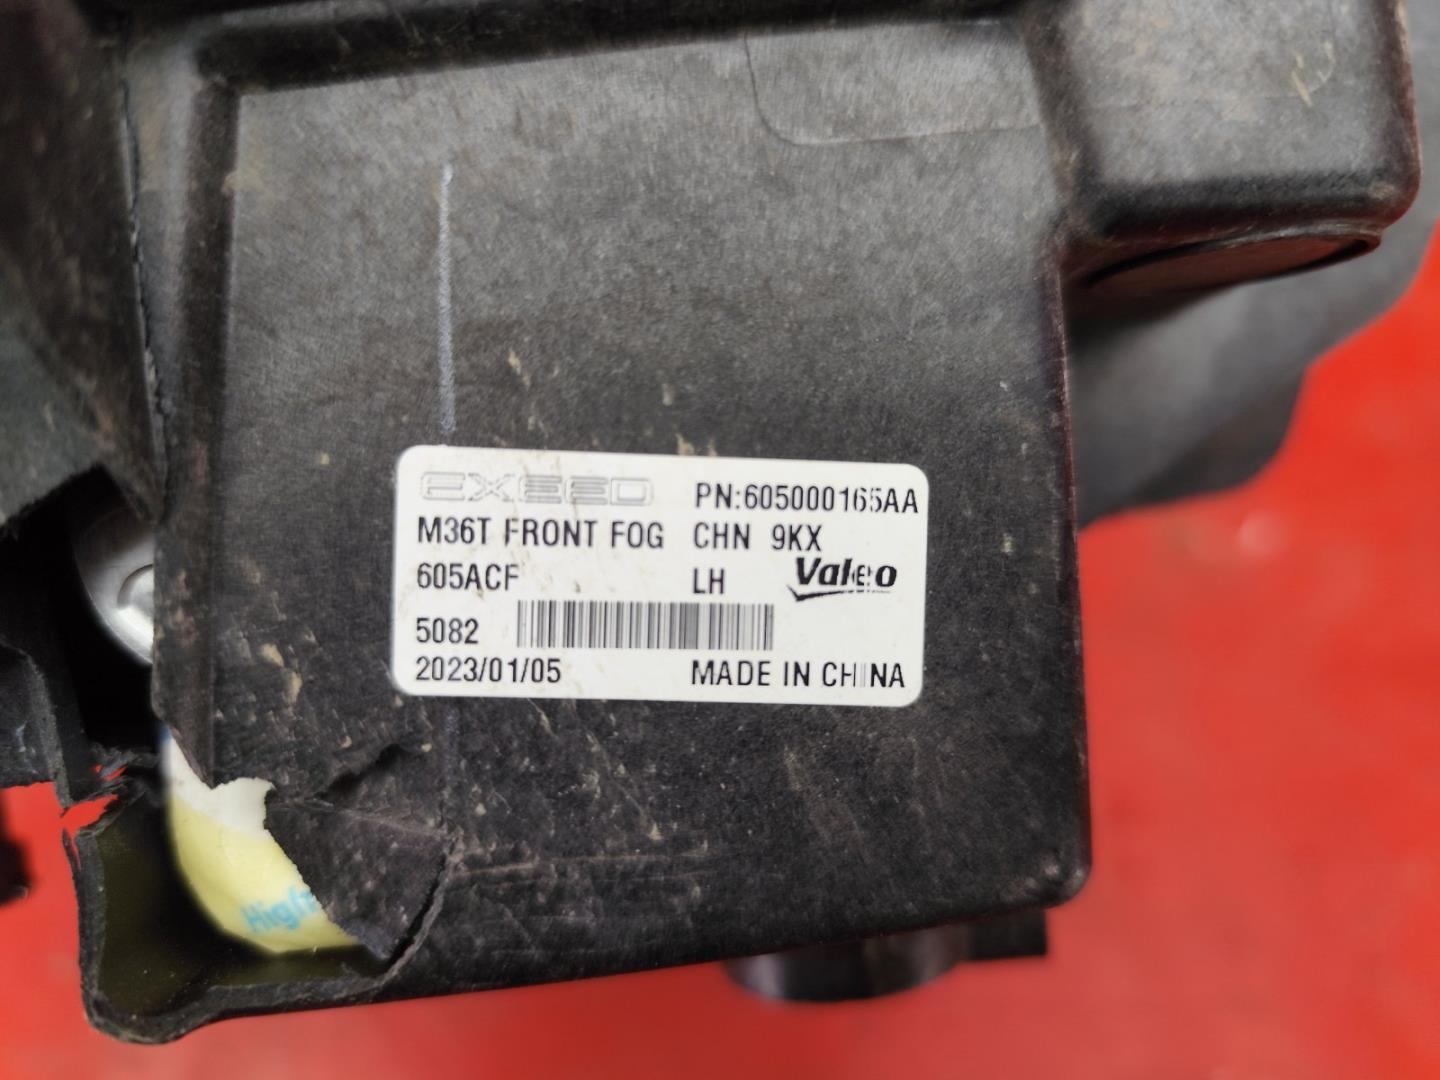 EXEED PN:605000165AA
M36T FRONT FOG CHN 9KX
605ACF LH Valeo
5082
2023/01/05 MADE IN CHINA